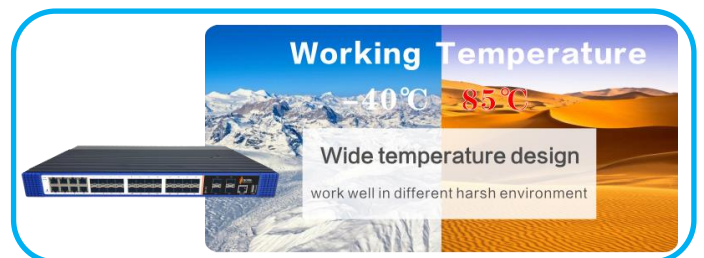 Working Temperature
-40℃ 85℃
Wide temperature design
work well in different harsh environment